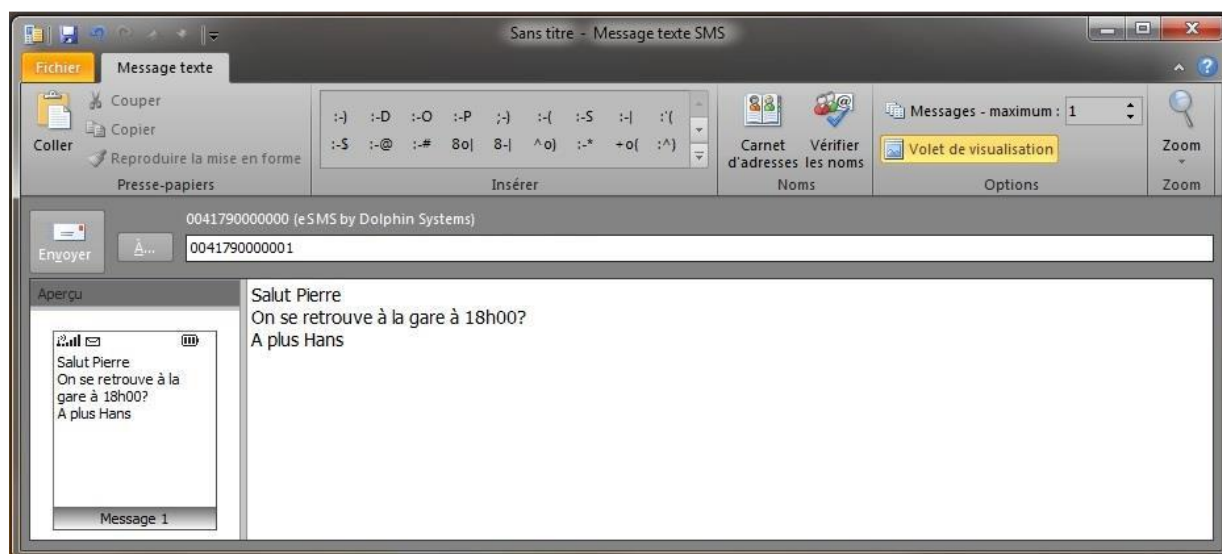 Sans titre - Message texte SMS
Fichier Message texte
Coller
Couper
Copier
Reproduire la mise en forme
Presse-papiers
:-) :-D :-O :-P ;-) :-( :-S :-| :'(
:-$ :-@ :-# 8o| 8-| ^o) :-* +o( :^)
Insérer
Carnet d'adresses
Vérifier les noms
Noms
Messages - maximum : 1
Volet de visualisation
Options
Zoom
Zoom
Envoyer
0041790000000 (eSMS by Dolphin Systems)
À... 0041790000001
Aperçu
Salut Pierre
On se retrouve à la
gare à 18h00?
A plus Hans
Message 1
Salut Pierre
On se retrouve à la gare à 18h00?
A plus Hans